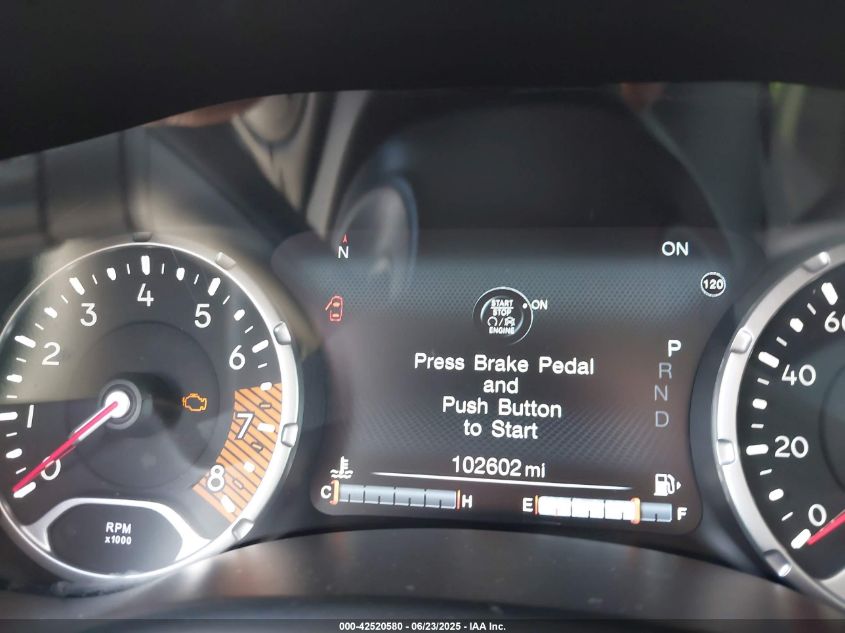 N
ON
120
START
STOP
ENGINE
ON
Press Brake Pedal
and
Push Button
to Start
P
R
N
D
102602 mi
C H
E F
0
1
2
3
4
5
6
7
8
RPM
x1000
0
20
40
60
000-42520580 - 06/23/2025 - IAA Inc.